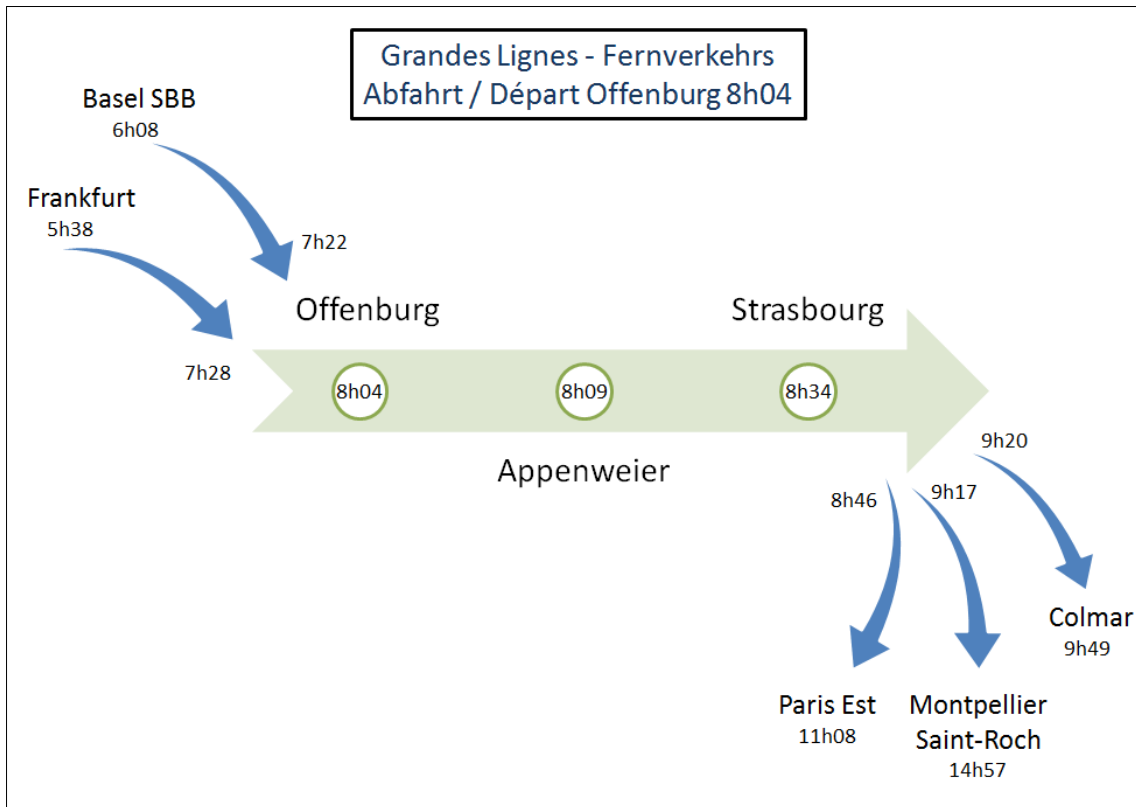 Grandes Lignes - Fernverkehrs
Abfahrt / Départ Offenburg 8h04
Basel SBB
6h08
Frankfurt
5h38
7h22
7h28
Offenburg
Strasbourg
8h04
8h09
8h34
Appenweier
8h46
9h17
9h20
Paris Est
11h08
Montpellier
Saint-Roch
14h57
Colmar
9h49